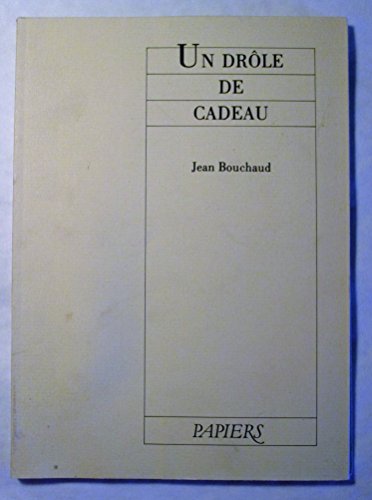 UN DRÔLE
DE
CADEAU
Jean Bouchaud
PAPIERS